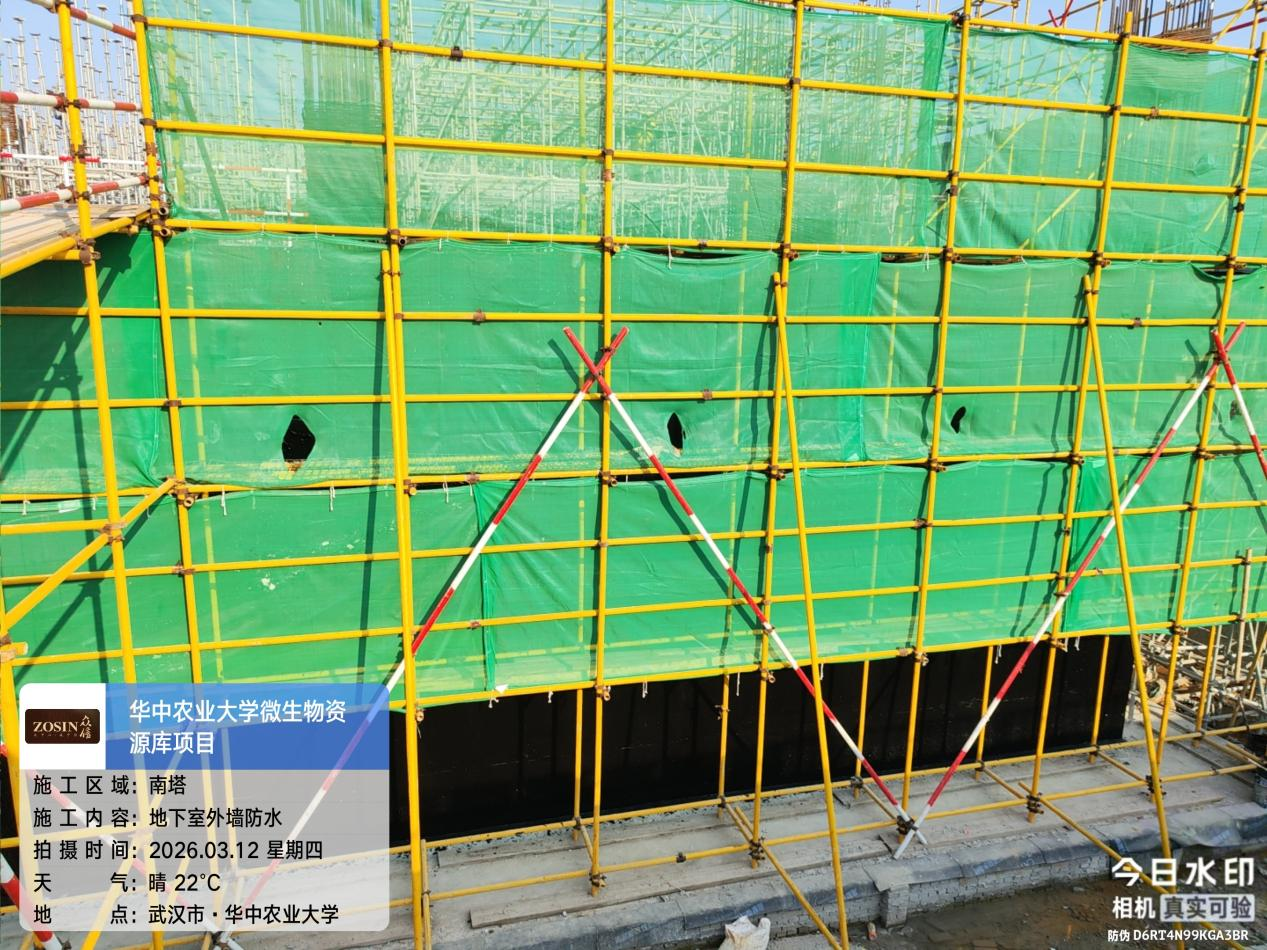 ZOSIN 众信
华中农业大学微生物资
源库项目
施工区域：南塔
施工内容：地下室外墙防水
拍摄时间：2026.03.12 星期四
天气：晴 22°C
地点：武汉市·华中农业大学
今日水印
相机 真实可验
防伪 D6RT4N99KGA3BR